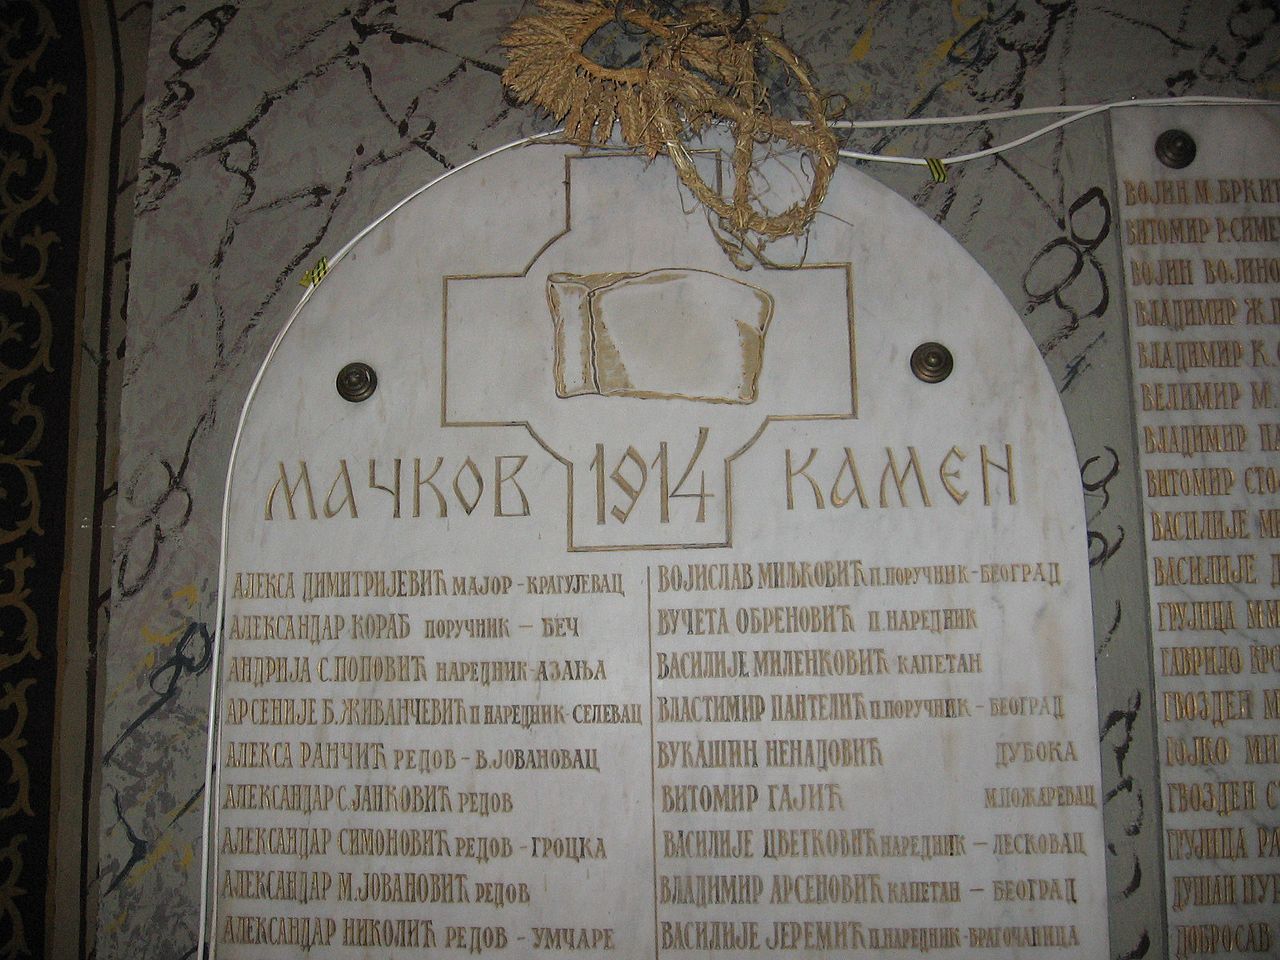 МАЧКОВ 1914 КАМЕН
АЛЕКСА ДИМИТРИЈЕВИЋ МАЈОР - КРАГУЈЕВАЦ
АЛЕКСАНДАР КОРАБ ПОРУЧНИК - БЕЧ
АНДРИЈА С. ПОПОВИЋ НАРЕДНИК - АЗАЊА
АРСЕНИЈЕ Б. ЖИВАНЧЕВИЋ П НАРЕДНИК - СЕЛЕВАЦ
АЛЕКСА РАНЧИЋ РЕДОВ - В. ЈОВАНОВАЦ
АЛЕКСАНДАР С. ЈАНКОВИЋ РЕДОВ
АЛЕКСАНДАР СИМОНОВИЋ РЕДОВ - ГРОЦКА
АЛЕКСАНДАР М. ЈОВАНОВИЋ РЕДОВ
АЛЕКСАНДАР НИКОЛИЋ РЕДОВ - УМЧАРЕ
ВОЈИСЛАВ МИЉКОВИЋ П. ПОРУЧНИК - БЕОГРАД
ВУЧЕТА ОБРЕНОВИЋ П. НАРЕДНИК
ВАСИЛИЈЕ МИЛЕНКОВИЋ КАПЕТАН
ВЛАСТИМИР ПАНТЕЛИЋ П. ПОРУЧНИК - БЕОГРАД
ВУКАШИН НЕНАДОВИЋ ДУБОКА
ВИТОМИР ГАЈИЋ М. ПОЖАРЕВАЦ
ВАСИЛИЈЕ ЦВЕТКОВИЋ НАРЕДНИК - ЛЕСКОВАЦ
ВЛАДИМИР АРСЕНОВИЋ КАПЕТАН - БЕОГРАД
ВАСИЛИЈЕ ЈЕРЕМИЋ П. НАРЕДНИК - БРАГОЧАНИЦА
ВОЈИН М.
ВИТОМИР Р.
ВОЈИН
ВЛАДИМИР Ж.
ВЛАДИМИР К.
ВЕЛИМИР М.
ВЛАДИМИР
ВИТОМИР
ВАСИЛИЈЕ
ВАСИЛИЈЕ
ГРУЈИЦА
ГАВРИЛО
ГВОЗДЕН
ГОЈКО
ГВОЗДЕН
ГРУЈИЦА
ДУШАН
ДОБРОСАВ